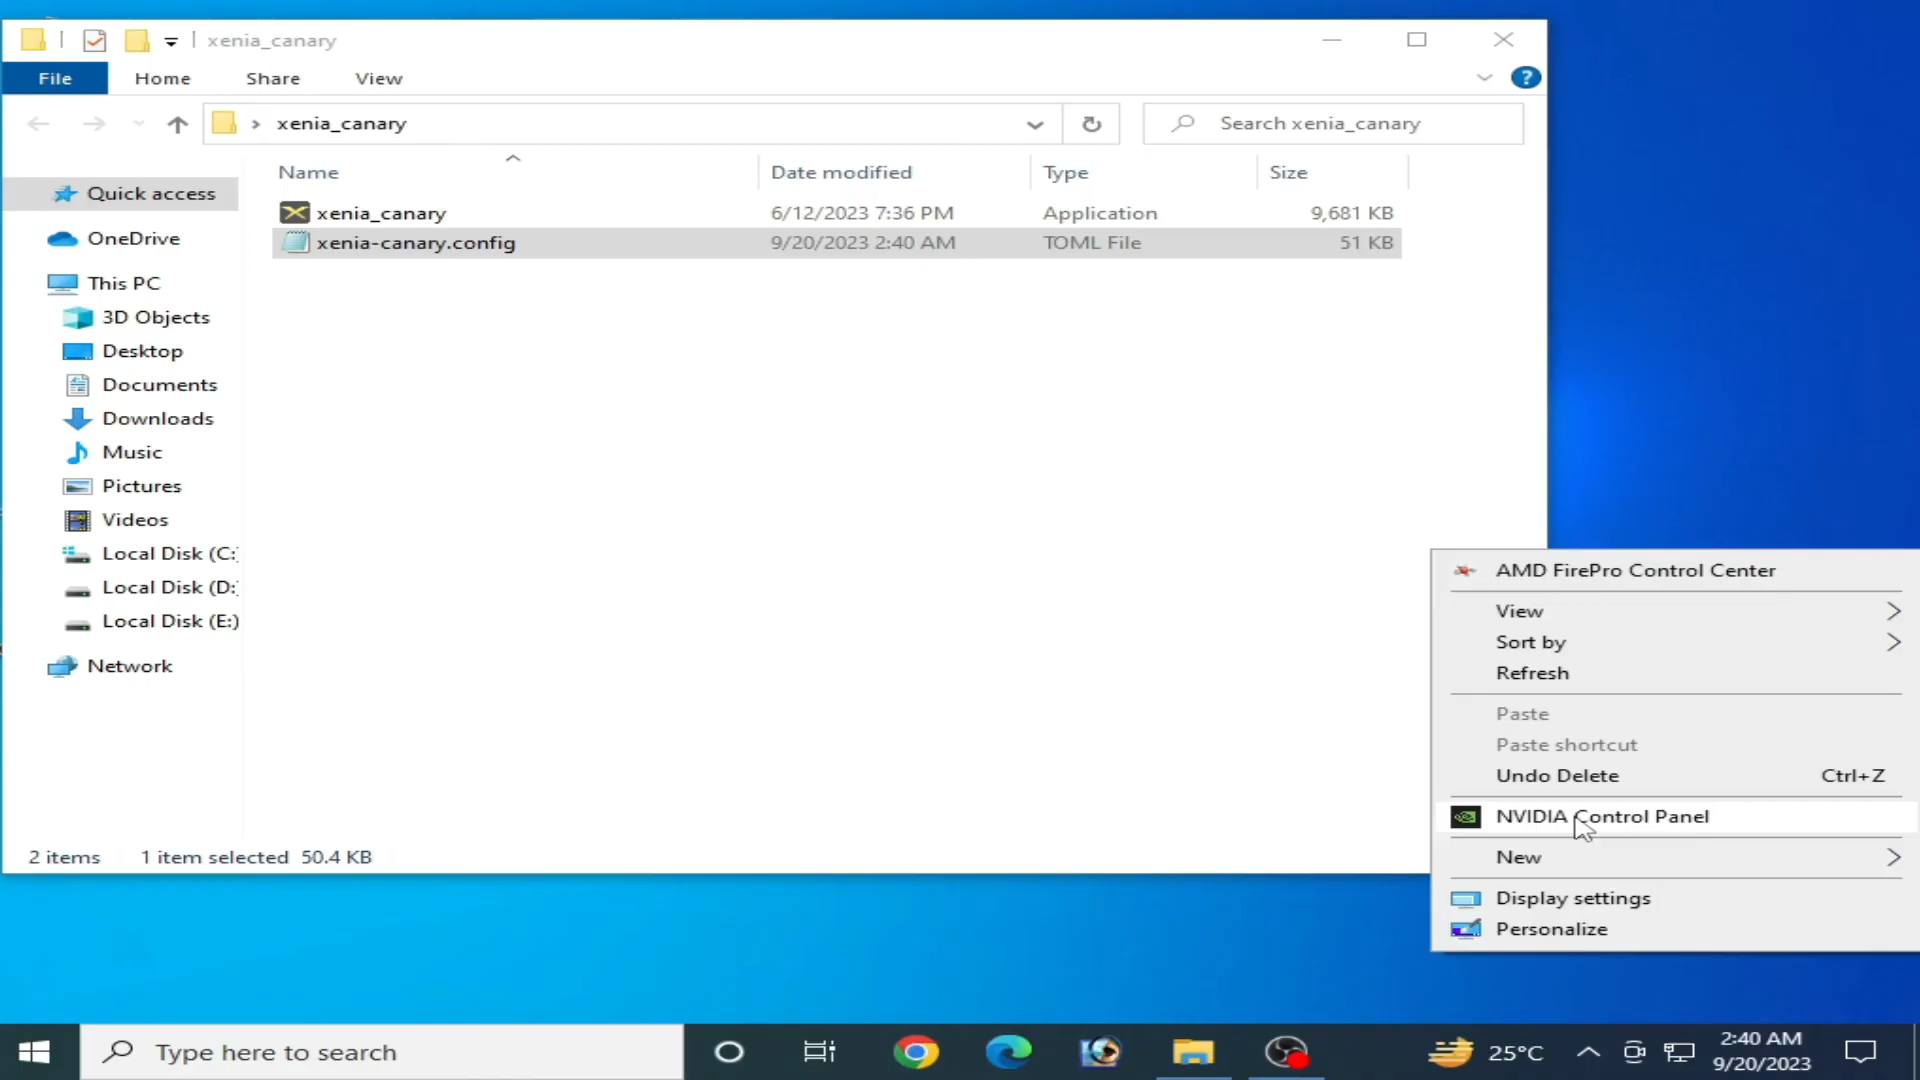 xenia_canary
File Home Share View
xenia_canary
Search xenia_canary
Name Date modified Type Size
xenia_canary 6/12/2023 7:36 PM Application 9,681 KB
xenia-canary.config 9/20/2023 2:40 AM TOML File 51 KB
Quick access
OneDrive
This PC
3D Objects
Desktop
Documents
Downloads
Music
Pictures
Videos
Local Disk (C:)
Local Disk (D:)
Local Disk (E:)
Network
2 items 1 item selected 50.4 KB
AMD FirePro Control Center
View
Sort by
Refresh
Paste
Paste shortcut
Undo Delete Ctrl+Z
NVIDIA Control Panel
New
Display settings
Personalize
Type here to search
25°C
2:40 AM
9/20/2023